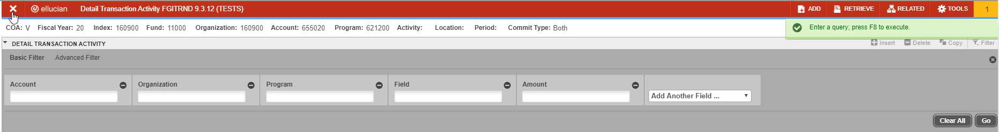 ellucian Detail Transaction Activity FGITRND 9.3.12 (TESTS) ADD RETRIEVE RELATED TOOLS 1
COA: V Fiscal Year: 20 Index: 160900 Fund: 11000 Organization: 160900 Account: 655020 Program: 621200 Activity: Location: Period: Commit Type: Both
Enter a query; press F8 to execute.
DETAIL TRANSACTION ACTIVITY Insert Delete Copy Filter
Basic Filter Advanced Filter
Account Organization Program Field Amount
Add Another Field ...
Clear All Go